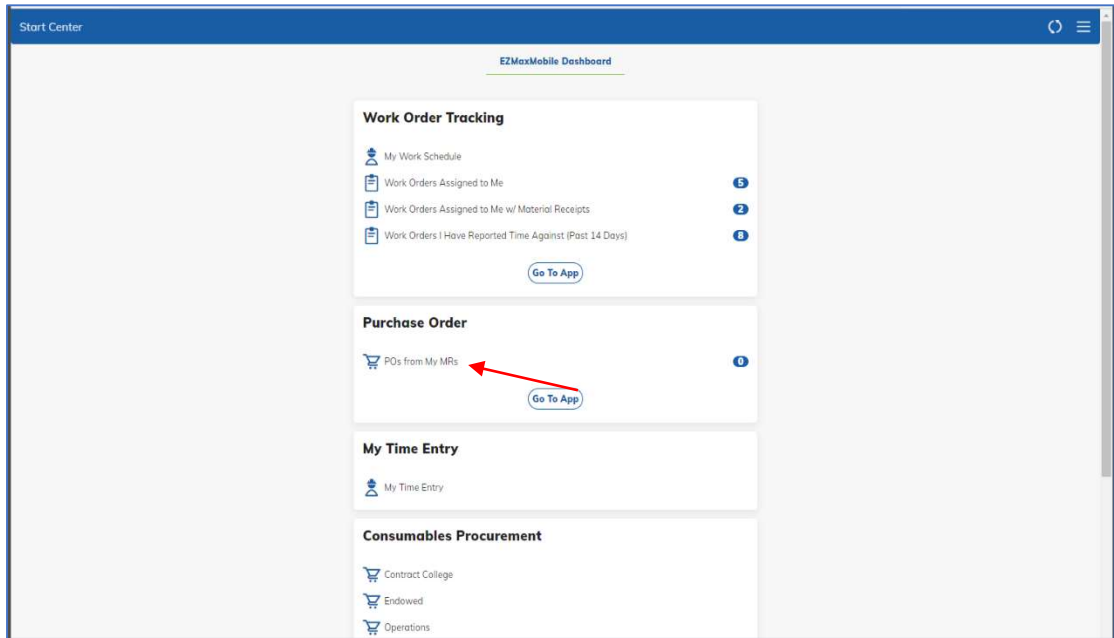 Start Center
EZMaxMobile Dashboard
Work Order Tracking
My Work Schedule
Work Orders Assigned to Me 5
Work Orders Assigned to Me w/ Material Receipts 2
Work Orders I Have Reported Time Against (Past 14 Days) 8
Go To App
Purchase Order
POs from My MRs 0
Go To App
My Time Entry
My Time Entry
Consumables Procurement
Contract College
Endowed
Operations